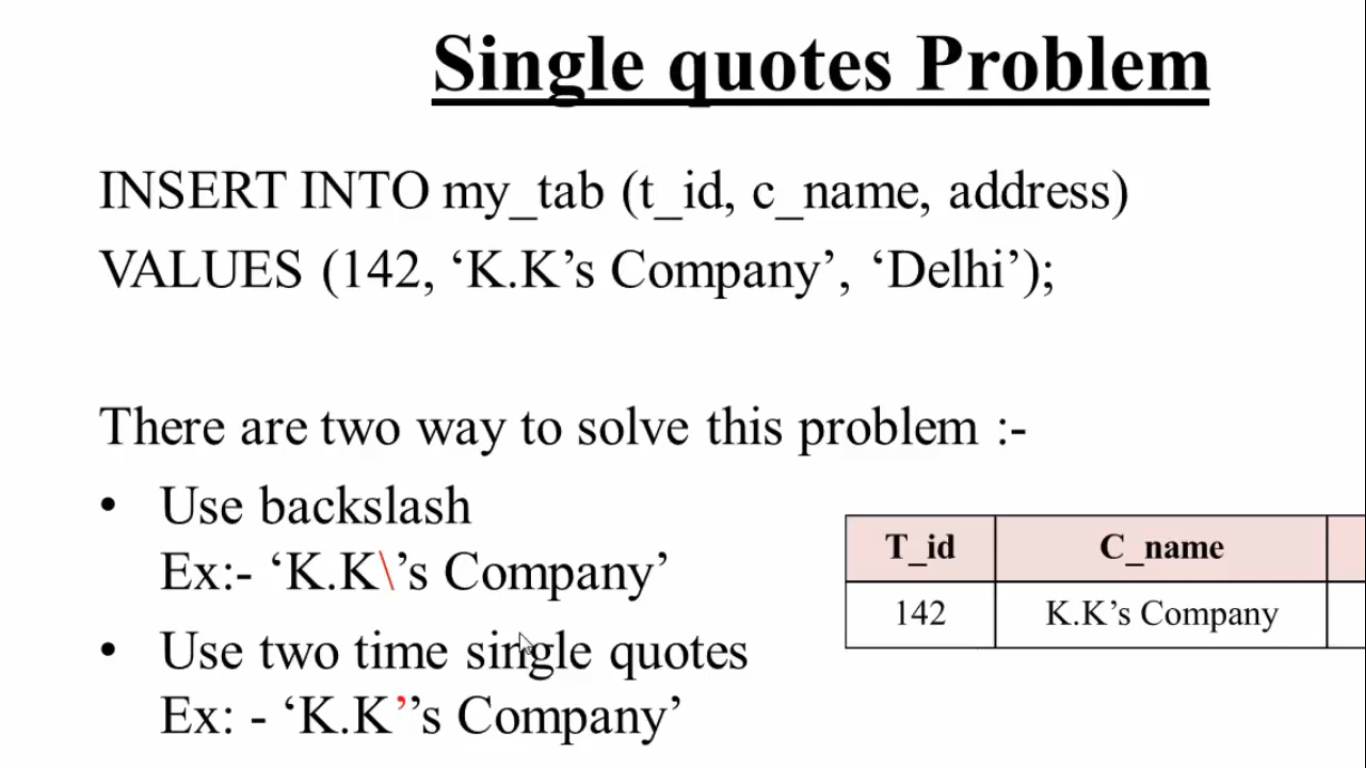 Single quotes Problem
INSERT INTO my_tab (t_id, c_name, address)
VALUES (142, ‘K.K’s Company’, ‘Delhi’);
There are two way to solve this problem :-
• Use backslash
Ex:- ‘K.K\’s Company’
• Use two time single quotes
Ex: - ‘K.K’’s Company’
T_id C_name
142 K.K’s Company